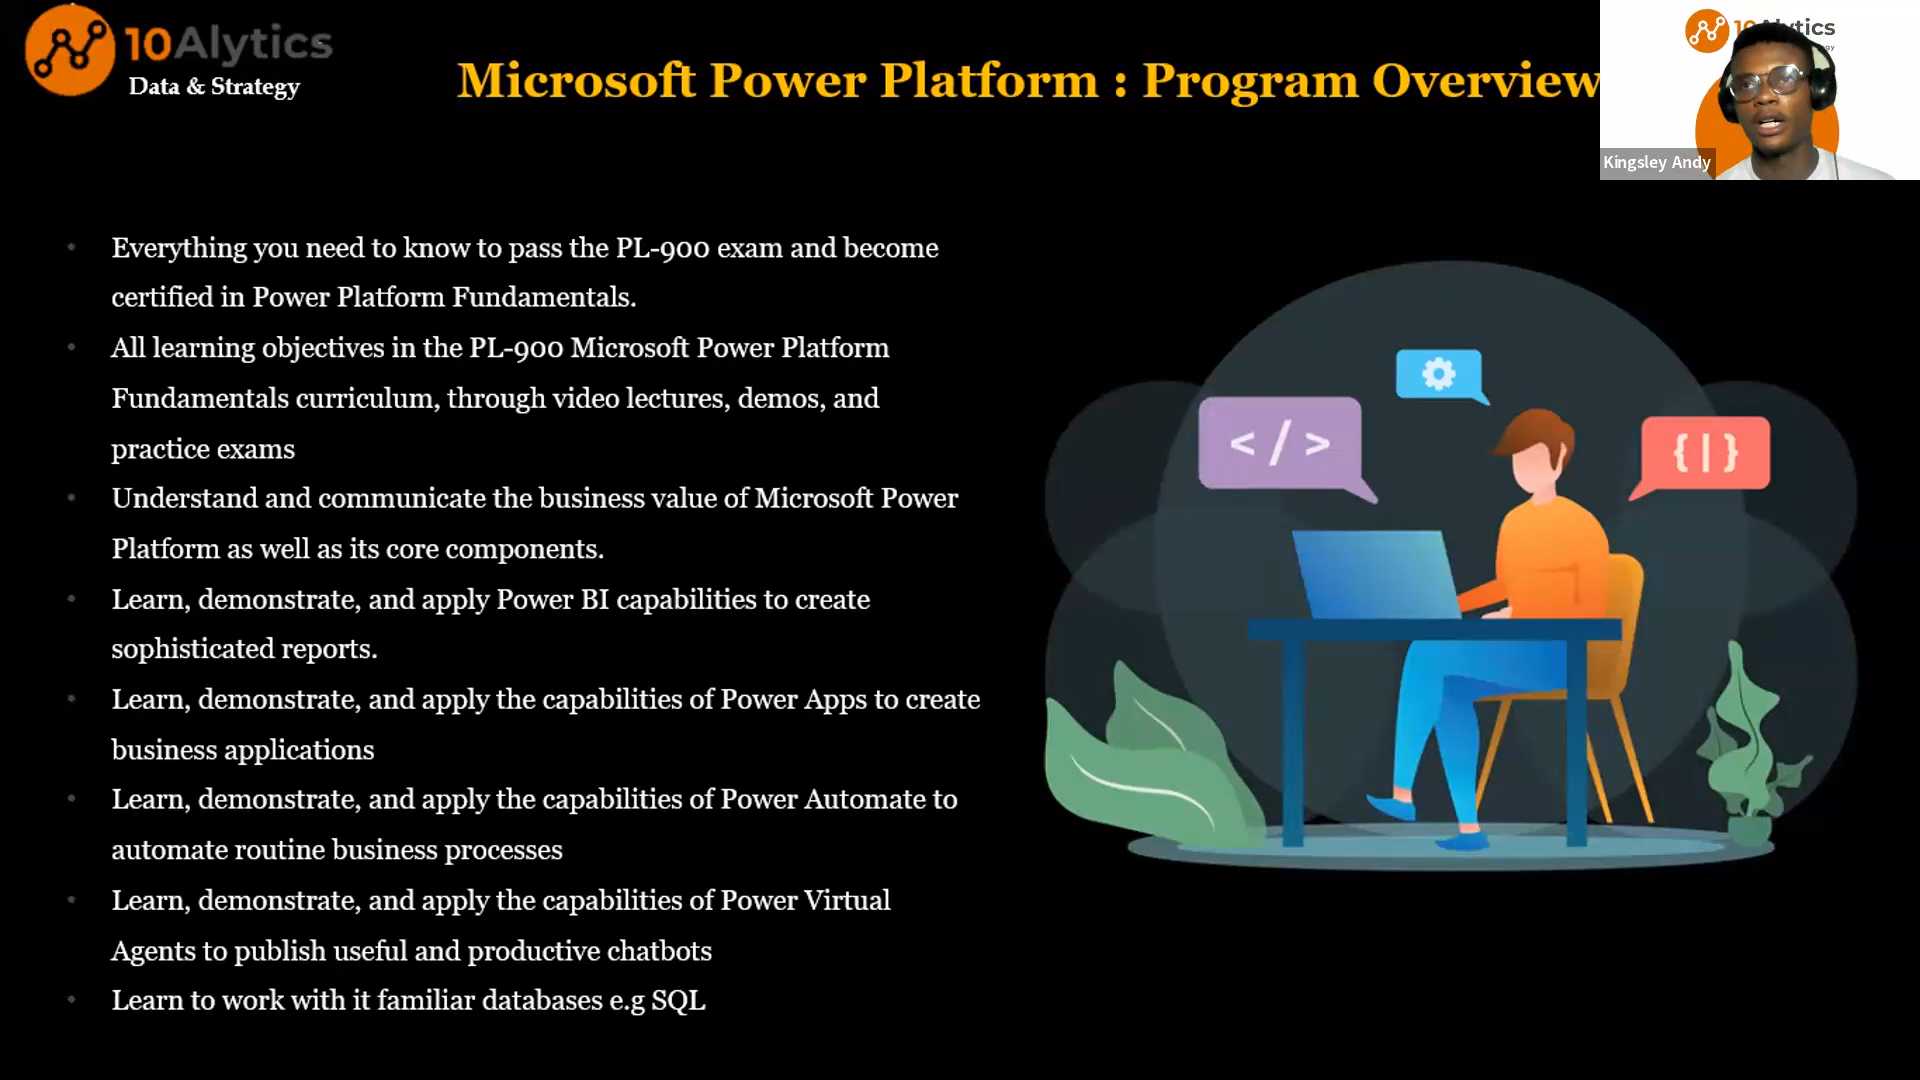 10Alytics
Data & Strategy
Microsoft Power Platform : Program Overview
Kingsley Andy
• Everything you need to know to pass the PL-900 exam and become
certified in Power Platform Fundamentals.
• All learning objectives in the PL-900 Microsoft Power Platform
Fundamentals curriculum, through video lectures, demos, and
practice exams
• Understand and communicate the business value of Microsoft Power
Platform as well as its core components.
• Learn, demonstrate, and apply Power BI capabilities to create
sophisticated reports.
• Learn, demonstrate, and apply the capabilities of Power Apps to create
business applications
• Learn, demonstrate, and apply the capabilities of Power Automate to
automate routine business processes
• Learn, demonstrate, and apply the capabilities of Power Virtual
Agents to publish useful and productive chatbots
• Learn to work with it familiar databases e.g SQL
</ >
{ | }